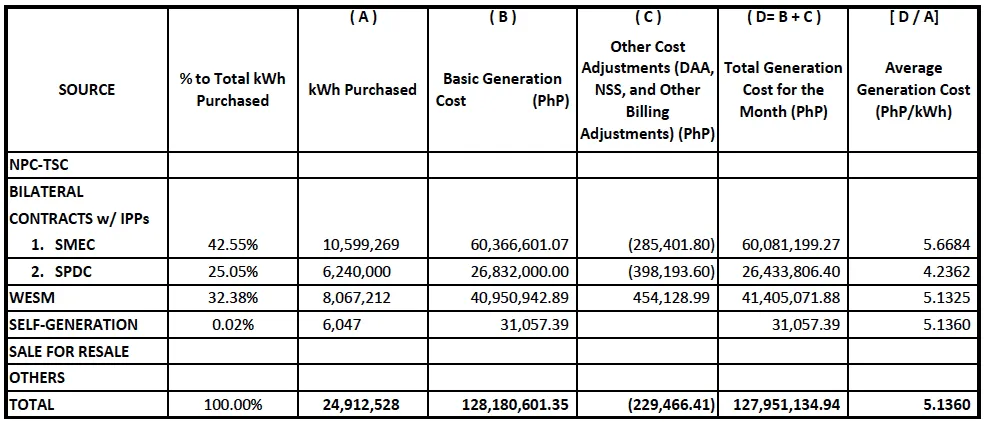 ( A ) ( B ) ( C ) ( D= B + C ) [ D / A]
SOURCE
% to Total kWh
Purchased
kWh Purchased
Basic Generation
Cost (PhP)
Other Cost
Adjustments (DAA,
NSS, and Other
Billing
Adjustments) (PhP)
Total Generation
Cost for the
Month (PhP)
Average
Generation Cost
(PhP/kWh)
NPC-TSC
BILATERAL
CONTRACTS w/ IPPs
1. SMEC 42.55% 10,599,269 60,366,601.07 (285,401.80) 60,081,199.27 5.6684
2. SPDC 25.05% 6,240,000 26,832,000.00 (398,193.60) 26,433,806.40 4.2362
WESM 32.38% 8,067,212 40,950,942.89 454,128.99 41,405,071.88 5.1325
SELF-GENERATION 0.02% 6,047 31,057.39 31,057.39 5.1360
SALE FOR RESALE
OTHERS
TOTAL 100.00% 24,912,528 128,180,601.35 (229,466.41) 127,951,134.94 5.1360